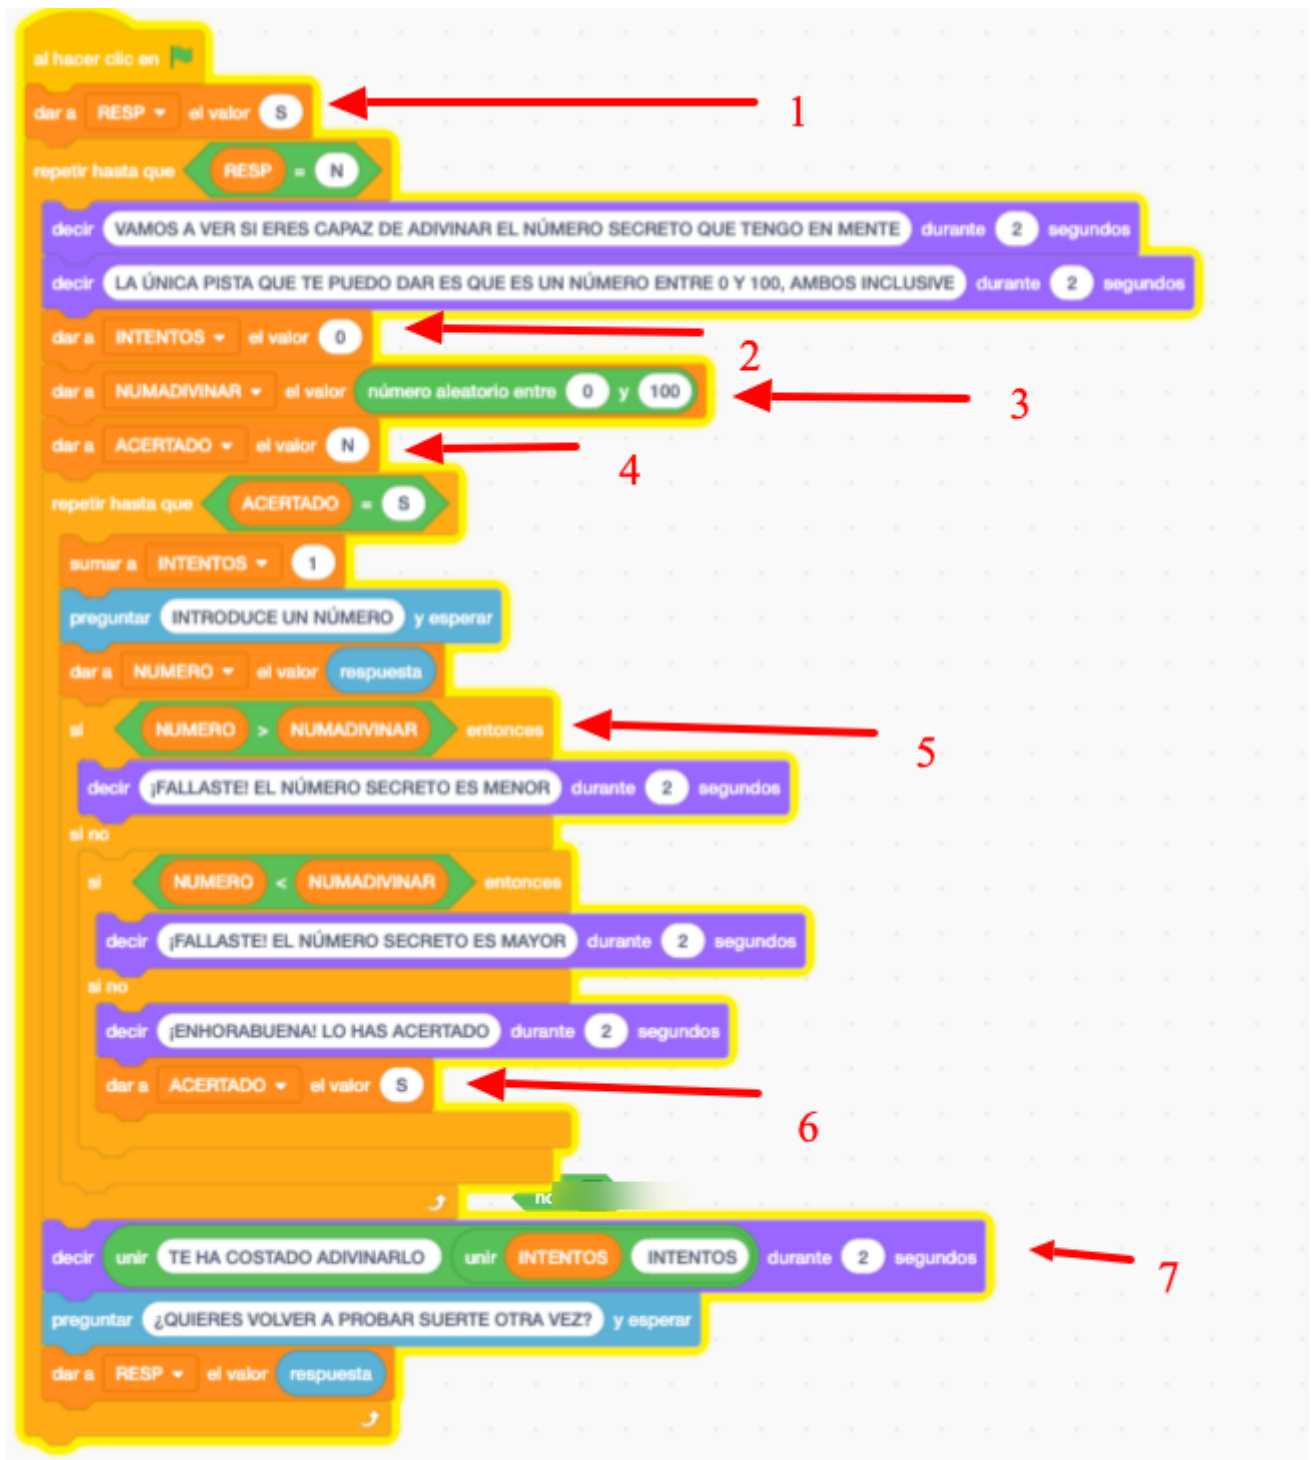 al hacer clic en
dar a RESP el valor S
1
repetir hasta que RESP = N
decir VAMOS A VER SI ERES CAPAZ DE ADIVINAR EL NÚMERO SECRETO QUE TENGO EN MENTE durante 2 segundos
decir LA ÚNICA PISTA QUE TE PUEDO DAR ES QUE ES UN NÚMERO ENTRE 0 Y 100, AMBOS INCLUSIVE durante 2 segundos
dar a INTENTOS el valor 0
2
dar a NUMADIVINAR el valor número aleatorio entre 0 y 100
3
dar a ACERTADO el valor N
4
repetir hasta que ACERTADO = S
sumar a INTENTOS 1
preguntar INTRODUCE UN NÚMERO y esperar
dar a NUMERO el valor respuesta
si NUMERO > NUMADIVINAR entonces
5
decir ¡FALLASTE! EL NÚMERO SECRETO ES MENOR durante 2 segundos
si no
si NUMERO < NUMADIVINAR entonces
decir ¡FALLASTE! EL NÚMERO SECRETO ES MAYOR durante 2 segundos
si no
decir ¡ENHORABUENA! LO HAS ACERTADO durante 2 segundos
dar a ACERTADO el valor S
6
decir unir TE HA COSTADO ADIVINARLO unir INTENTOS INTENTOS durante 2 segundos
7
preguntar ¿QUIERES VOLVER A PROBAR SUERTE OTRA VEZ? y esperar
dar a RESP el valor respuesta